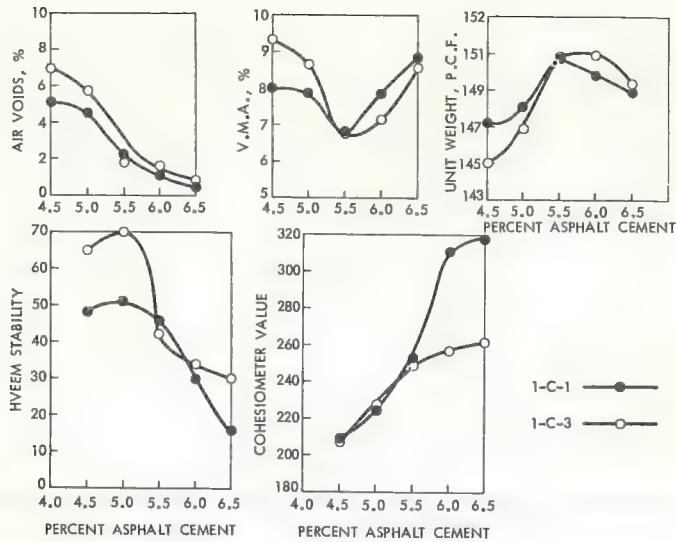 AIR VOIDS, %
10
8
6
4
2
0
4.5 5.0 5.5 6.0 6.5
V.M.A., %
10
9
8
7
6
5
4.5 5.0 5.5 6.0 6.5
UNIT WEIGHT, P.C.F.
153
151
149
147
145
143
4.5 5.0 5.5 6.0 6.5
PERCENT ASPHALT CEMENT
HVEEM STABILITY
70
60
50
40
30
20
10
0
4.0 4.5 5.0 5.5 6.0 6.5
PERCENT ASPHALT CEMENT
COHESIOMETER VALUE
320
300
280
260
240
220
200
180
4.0 4.5 5.0 5.5 6.0 6.5
PERCENT ASPHALT CEMENT
1-C-1
1-C-3